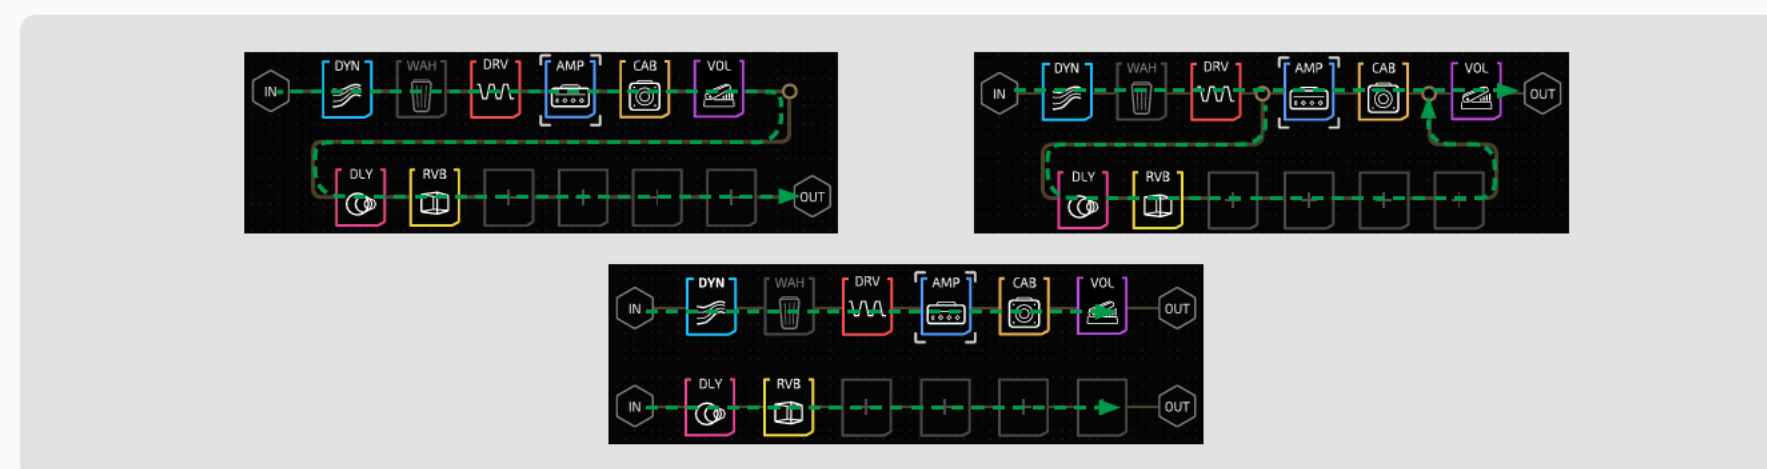 IN DYN WAH DRV AMP CAB VOL
DLY RVB OUT
IN DYN WAH DRV AMP CAB VOL OUT
DLY RVB
IN DYN WAH DRV AMP CAB VOL OUT
IN DLY RVB OUT